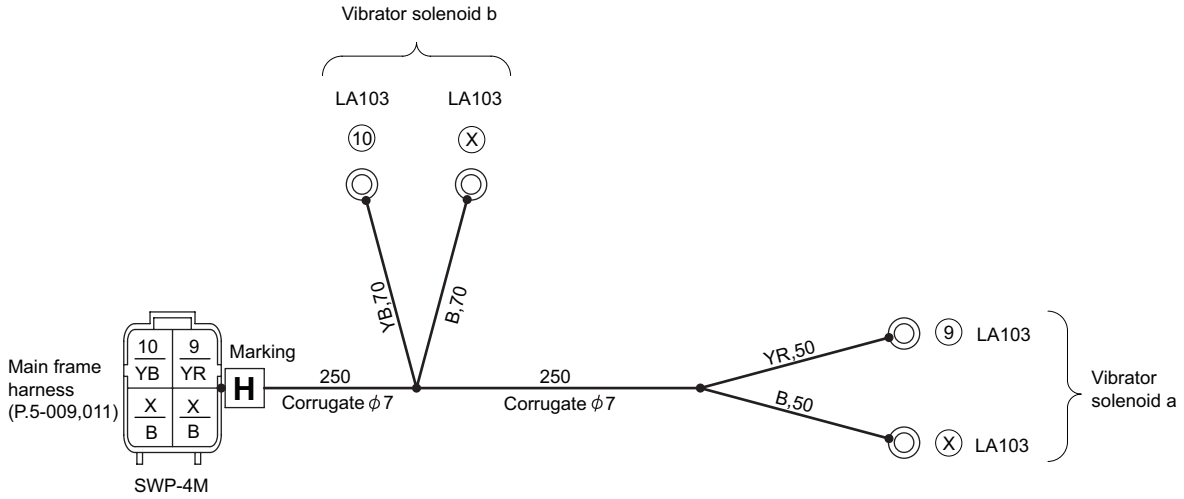 Vibrator solenoid b
LA103
LA103
10
X
YB,70
B,70
Main frame
harness
(P.5-009,011)
10
YB
9
YR
X
B
X
B
SWP-4M
Marking
H
250
Corrugate φ7
250
Corrugate φ7
YR,50
B,50
9
LA103
X
LA103
Vibrator
solenoid a